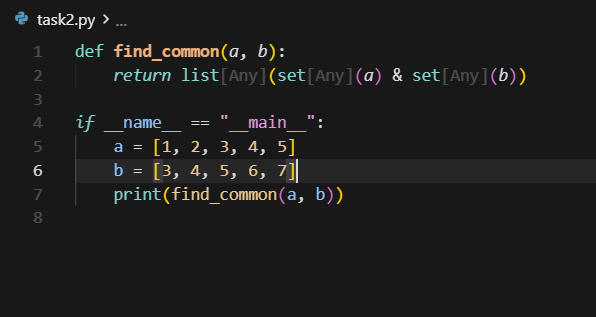 task2.py > ...
1 def find_common(a, b):
2     return list[Any](set[Any](a) & set[Any](b))
3
4 if __name__ == "__main__":
5     a = [1, 2, 3, 4, 5]
6     b = [3, 4, 5, 6, 7]
7     print(find_common(a, b))
8